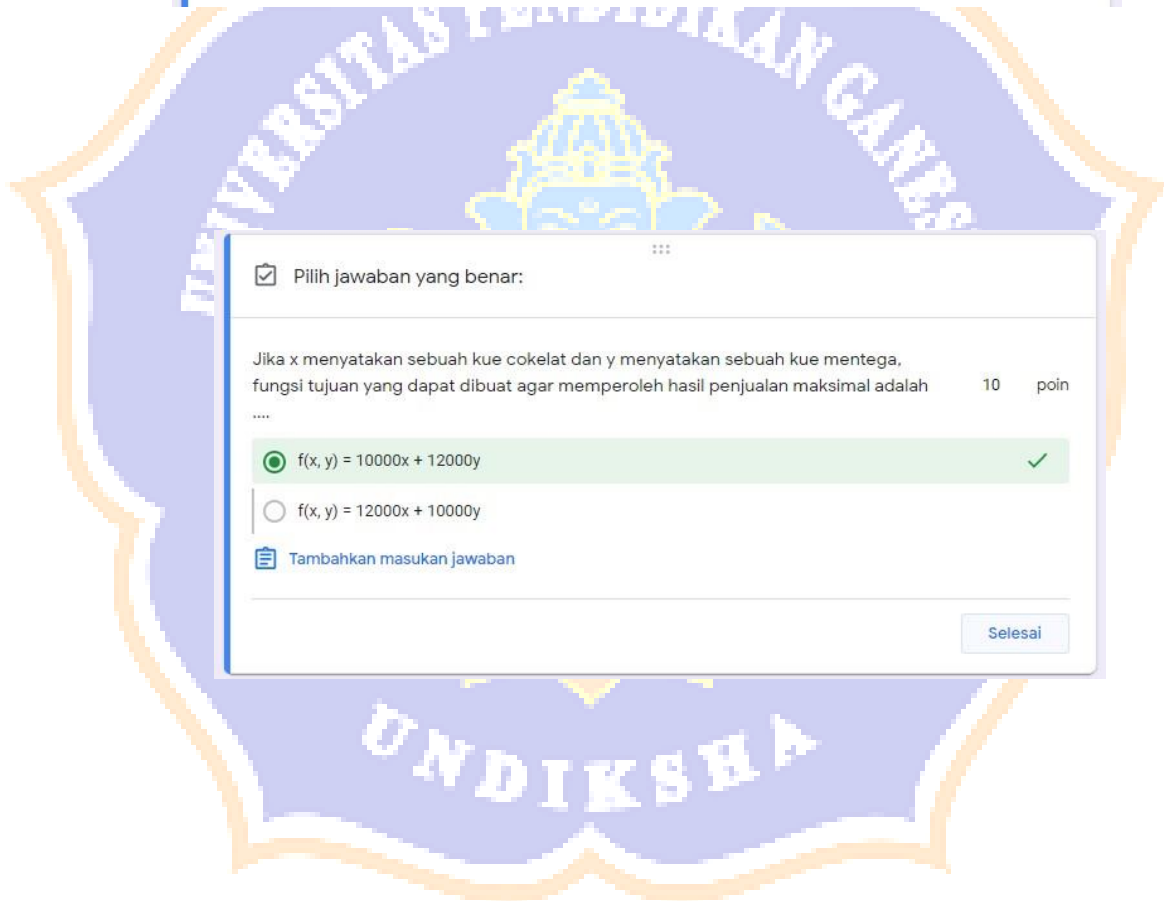 UNIVERSITAS PENDIDIKAN GANES
Pilih jawaban yang benar:
Jika x menyatakan sebuah kue cokelat dan y menyatakan sebuah kue mentega,
fungsi tujuan yang dapat dibuat agar memperoleh hasil penjualan maksimal adalah
....
10 poin
f(x, y) = 10000x + 12000y
f(x, y) = 12000x + 10000y
Tambahkan masukan jawaban
Selesai
UNDIKSHA